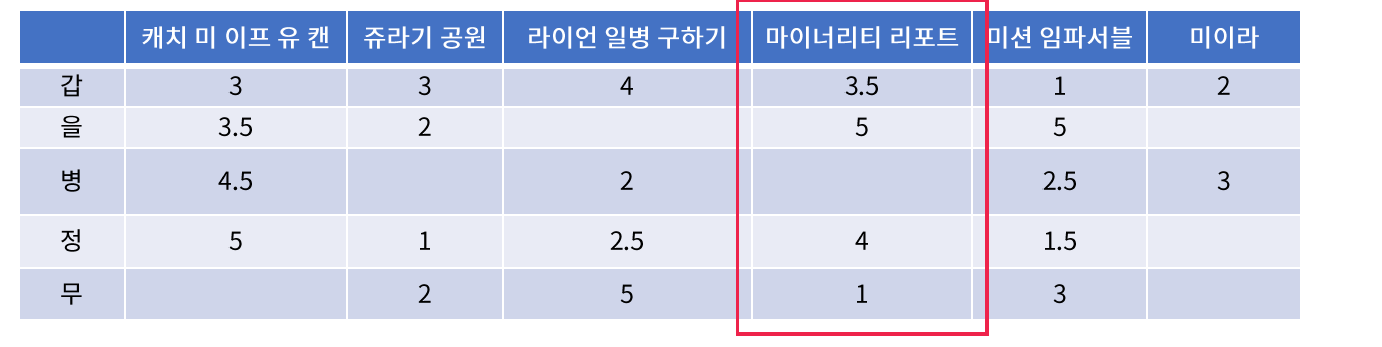 캐치 미 이프 유 캔 쥬라기 공원 라이언 일병 구하기 마이너리티 리포트 미션 임파서블 미이라
갑 3 3 4 3.5 1 2
을 3.5 2 5 5
병 4.5 2 2.5 3
정 5 1 2.5 4 1.5
무 2 5 1 3